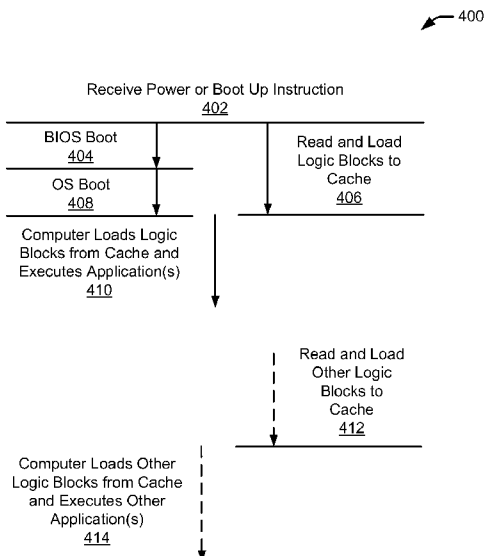 400
Receive Power or Boot Up Instruction
402
BIOS Boot
404
Read and Load
Logic Blocks to
Cache
406
OS Boot
408
Computer Loads Logic
Blocks from Cache and
Executes Application(s)
410
Read and Load
Other Logic
Blocks to
Cache
412
Computer Loads Other
Logic Blocks from Cache
and Executes Other
Application(s)
414